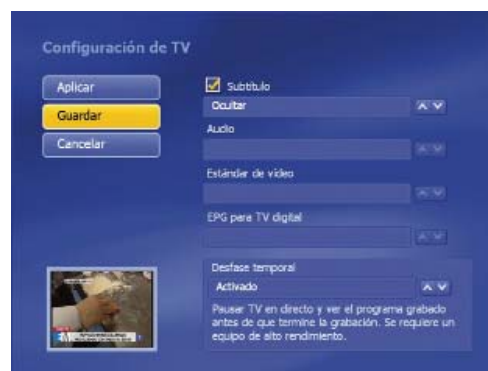 Configuración de TV
Aplicar
Guardar
Cancelar
Subtítulo
Ocultar
Audio
Estándar de vídeo
EPG para TV digital
Desfase temporal
Activado
Pausar TV en directo y ver el programa grabado
antes de que termine la grabación. Se requiere un
equipo de alto rendimiento.